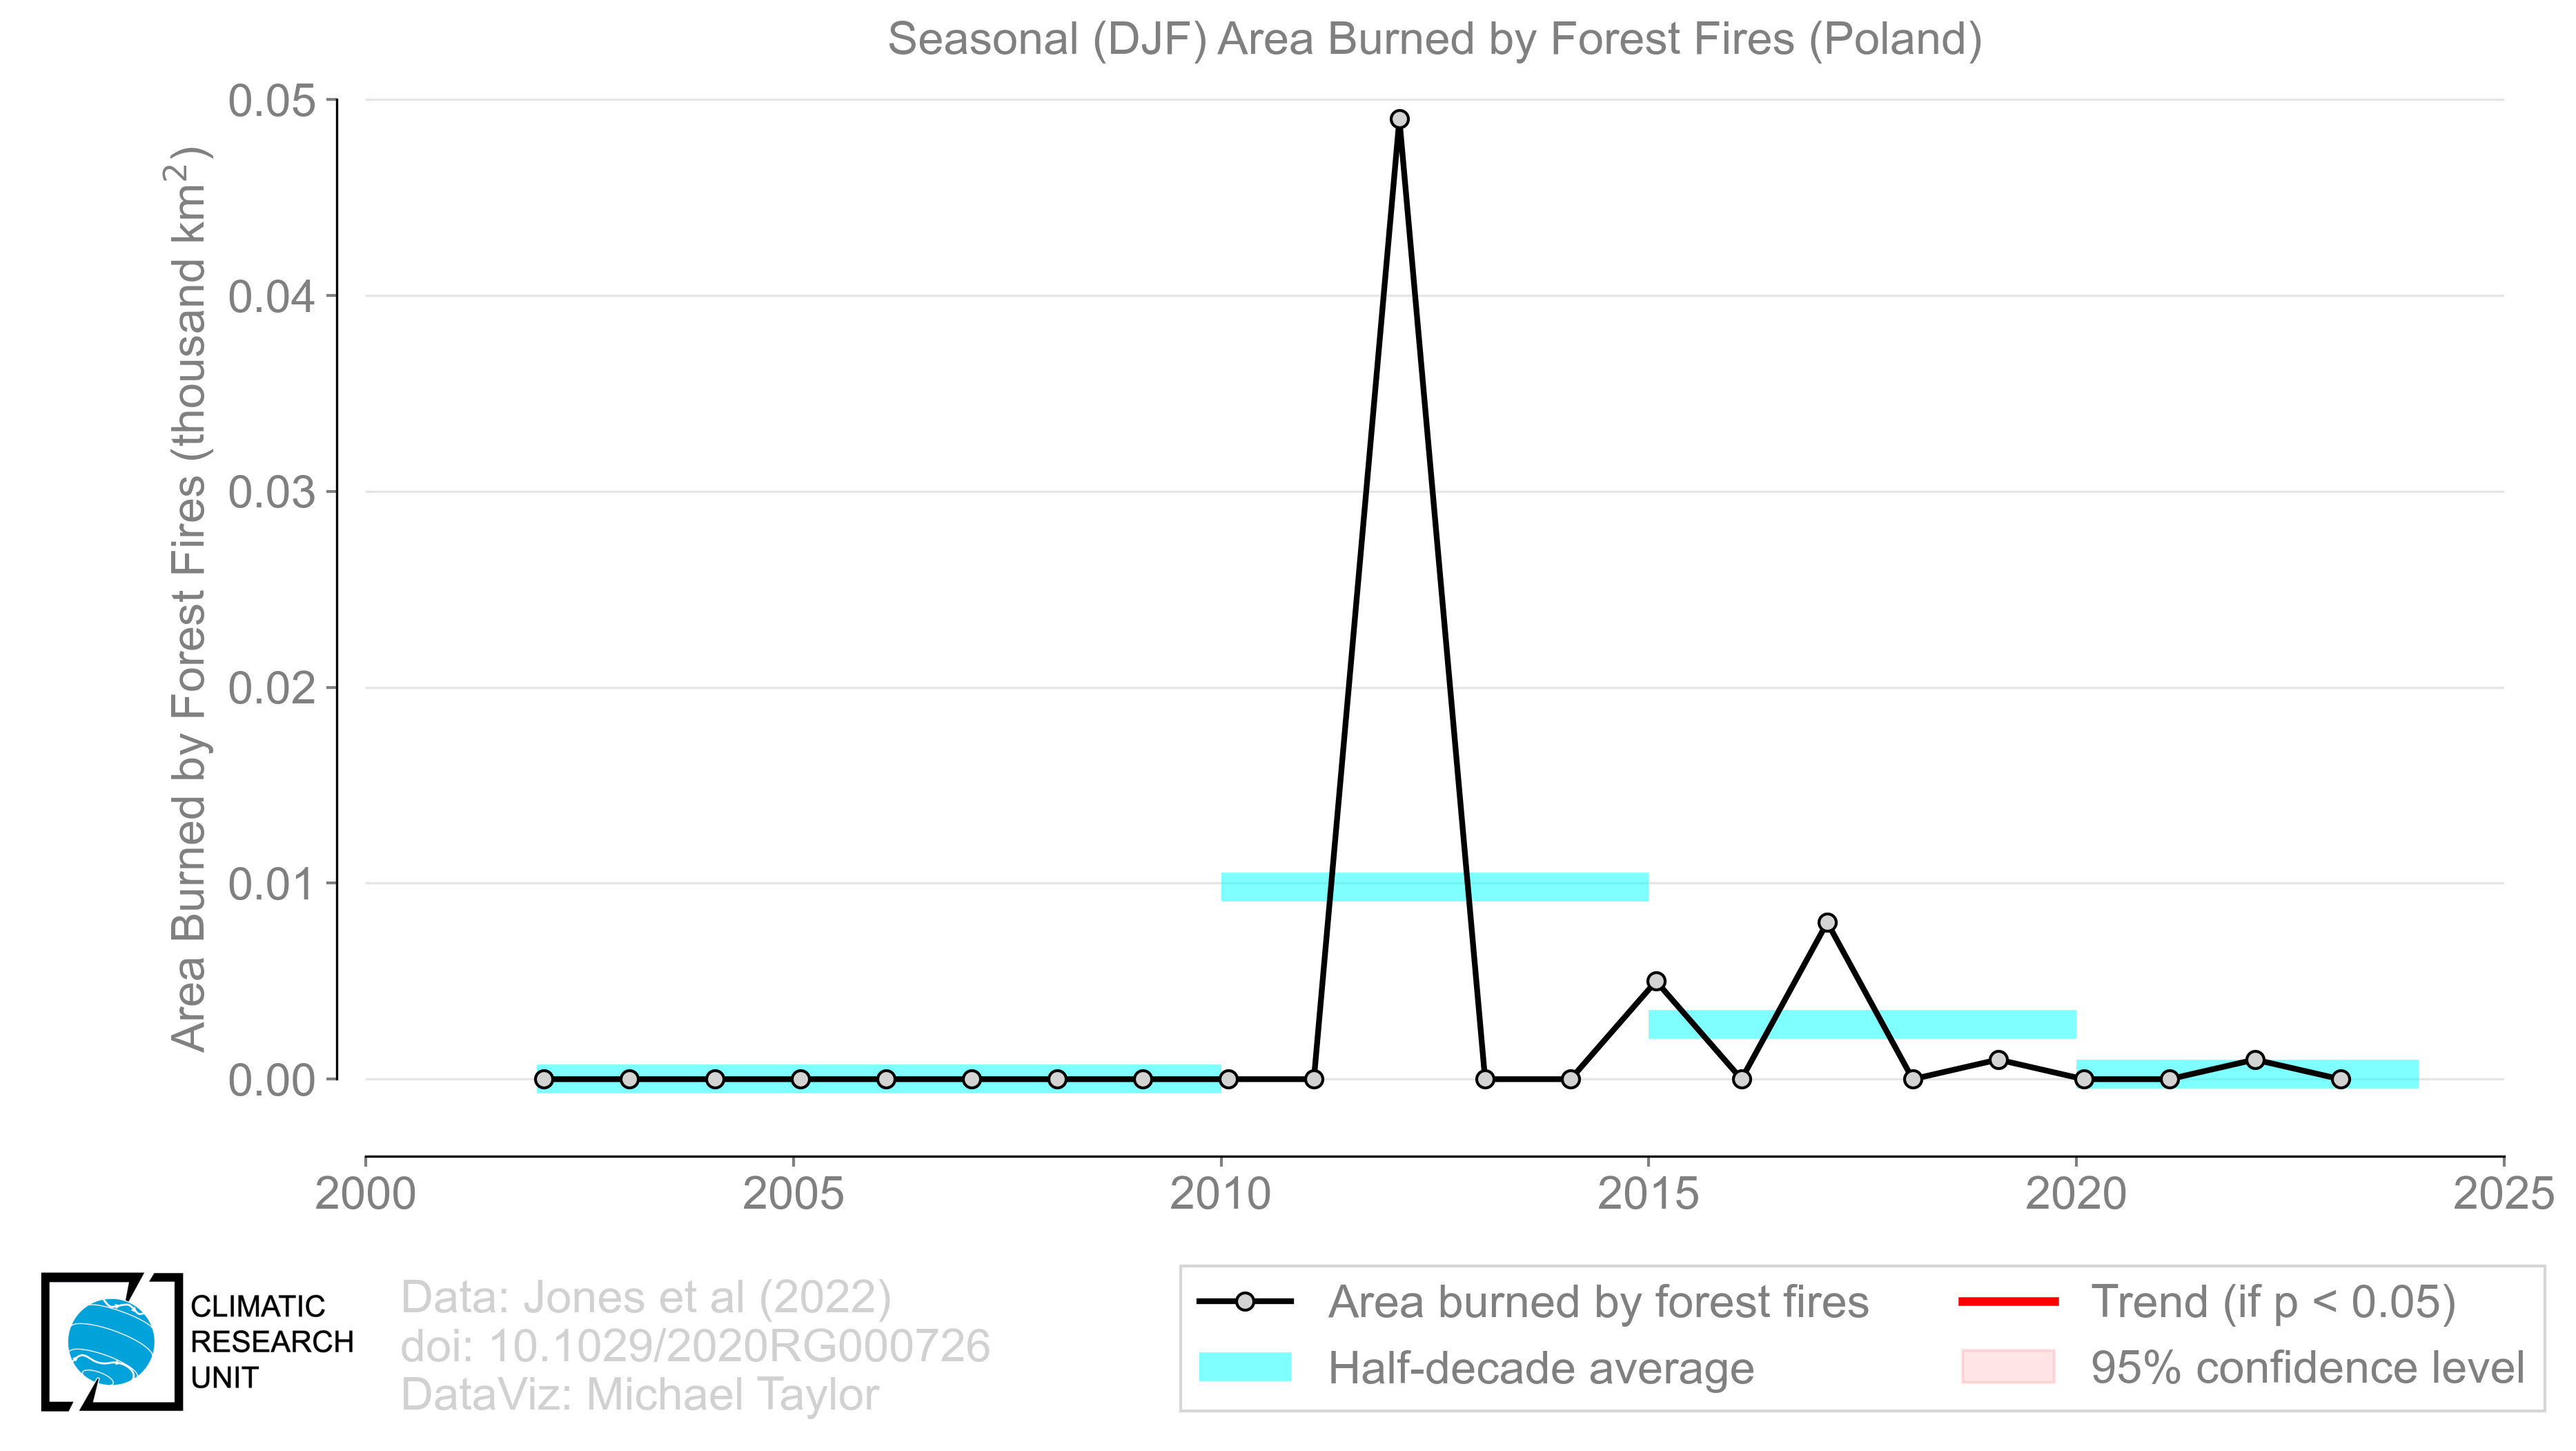 Seasonal (DJF) Area Burned by Forest Fires (Poland)
Area Burned by Forest Fires (thousand km²)
0.05
0.04
0.03
0.02
0.01
0.00
2000 2005 2010 2015 2020 2025
CLIMATIC
RESEARCH
UNIT
Data: Jones et al (2022)
doi: 10.1029/2020RG000726
DataViz: Michael Taylor
Area burned by forest fires
Half-decade average
Trend (if p < 0.05)
95% confidence level